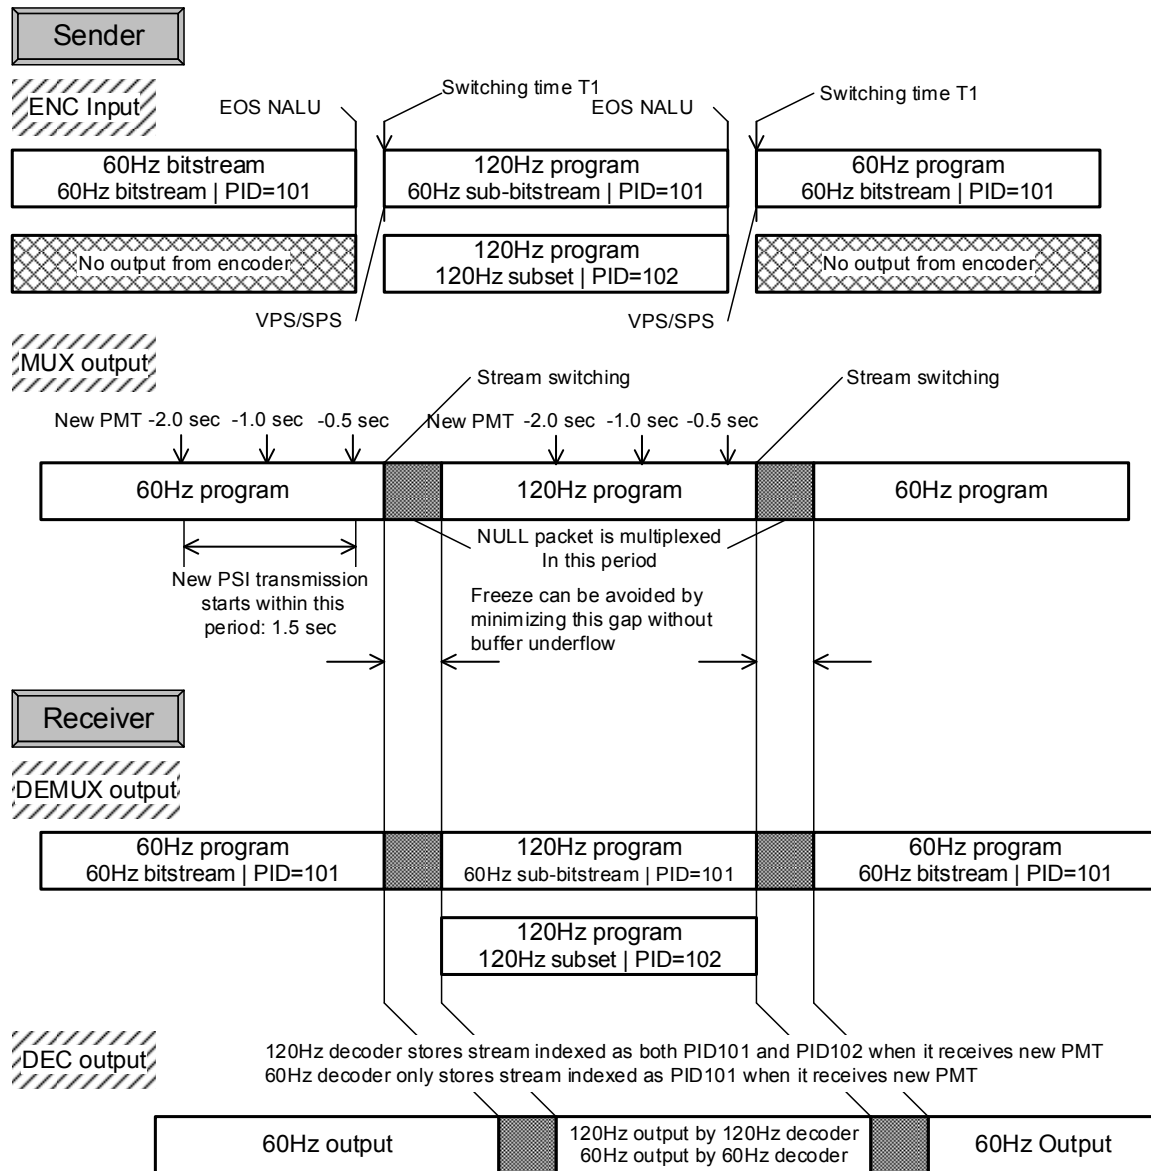 Sender
ENC Input
EOS NALU
Switching time T1
EOS NALU
Switching time T1
60Hz bitstream
60Hz bitstream | PID=101
120Hz program
60Hz sub-bitstream | PID=101
60Hz program
60Hz bitstream | PID=101
No output from encoder
120Hz program
120Hz subset | PID=102
No output from encoder
VPS/SPS
VPS/SPS
MUX output
Stream switching
Stream switching
New PMT -2.0 sec -1.0 sec -0.5 sec
New PMT -2.0 sec -1.0 sec -0.5 sec
60Hz program
120Hz program
60Hz program
NULL packet is multiplexed
In this period
New PSI transmission
starts within this
period: 1.5 sec
Freeze can be avoided by
minimizing this gap without
buffer underflow
Receiver
DEMUX output
60Hz program
60Hz bitstream | PID=101
120Hz program
60Hz sub-bitstream | PID=101
60Hz program
60Hz bitstream | PID=101
120Hz program
120Hz subset | PID=102
DEC output
120Hz decoder stores stream indexed as both PID101 and PID102 when it receives new PMT
60Hz decoder only stores stream indexed as PID101 when it receives new PMT
60Hz output
120Hz output by 120Hz decoder
60Hz output by 60Hz decoder
60Hz Output